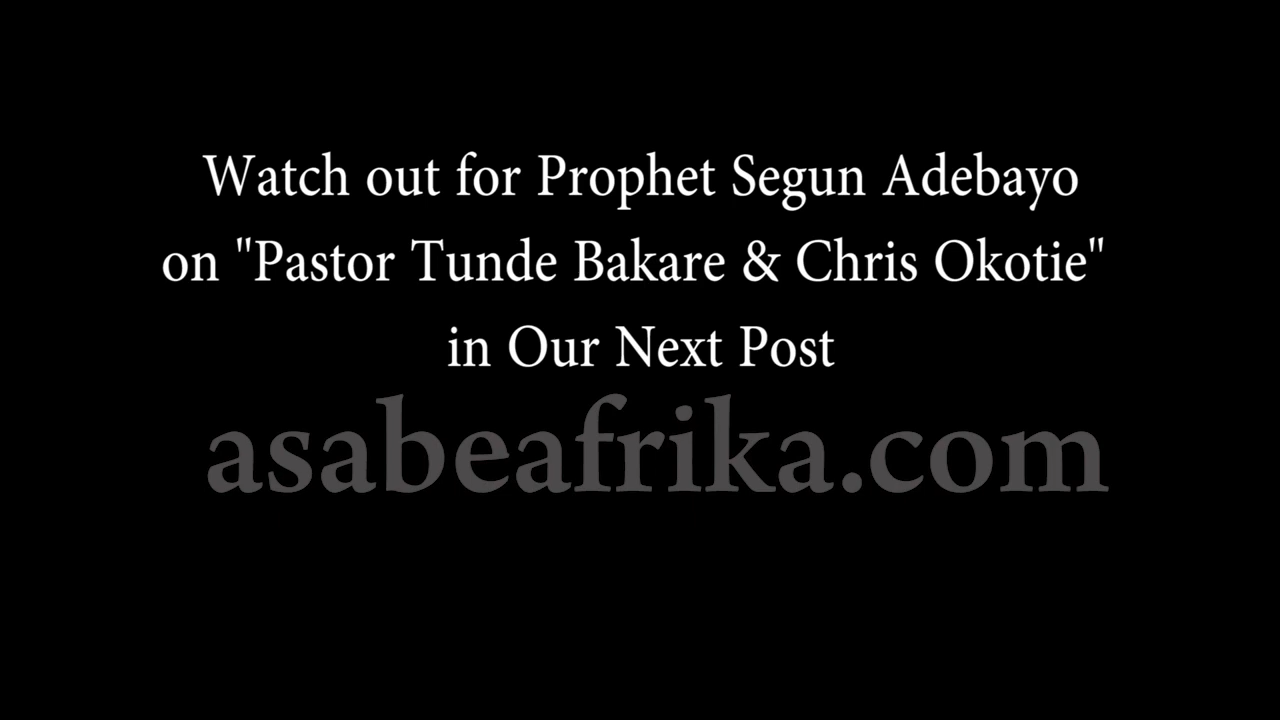 Watch out for Prophet Segun Adebayo
on "Pastor Tunde Bakare & Chris Okotie"
in Our Next Post
asabeafrika.com